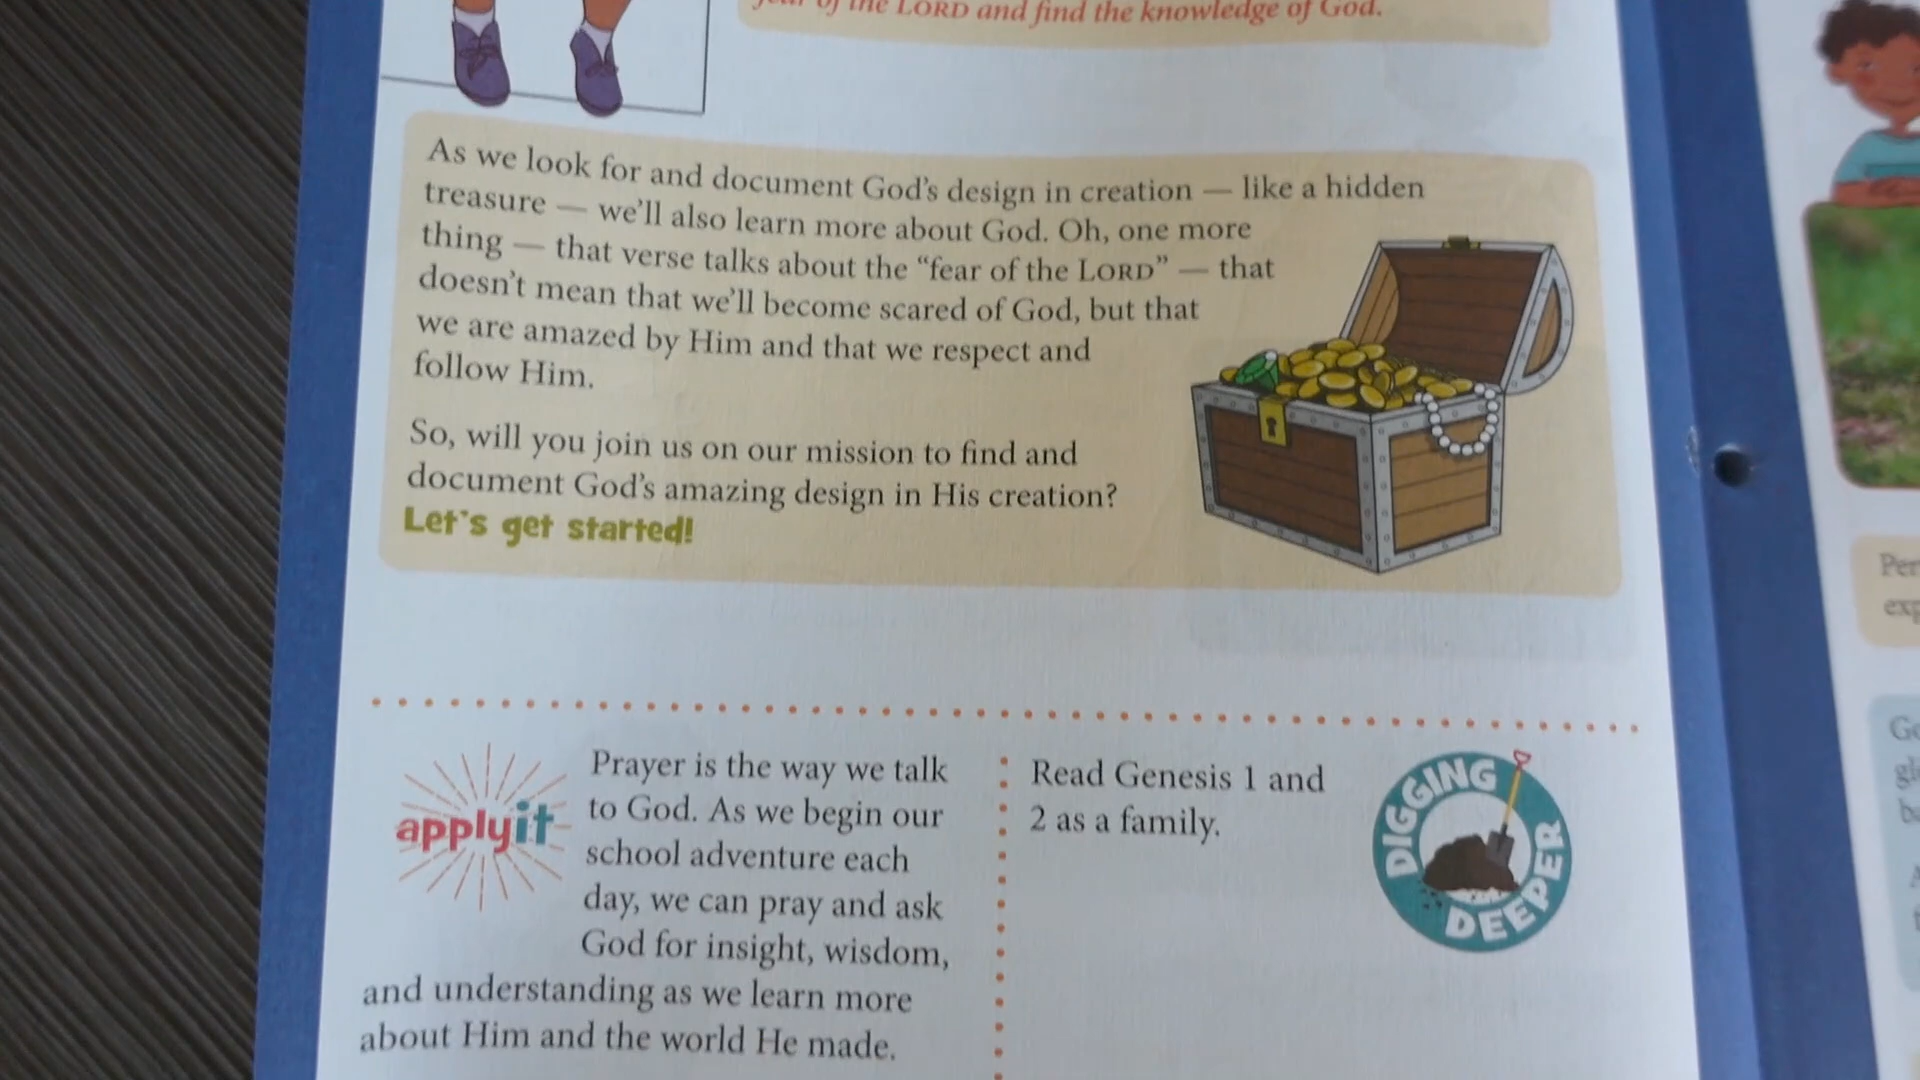 fear of the LORD and find the knowledge of God.
As we look for and document God's design in creation — like a hidden
treasure — we'll also learn more about God. Oh, one more
thing — that verse talks about the “fear of the LORD” — that
doesn't mean that we'll become scared of God, but that
we are amazed by Him and that we respect and
follow Him.
So, will you join us on our mission to find and
document God's amazing design in His creation?
Let's get started!
applyit
Prayer is the way we talk
to God. As we begin our
school adventure each
day, we can pray and ask
God for insight, wisdom,
and understanding as we learn more
about Him and the world He made.
Read Genesis 1 and
2 as a family.
DIGGING
DEEPER